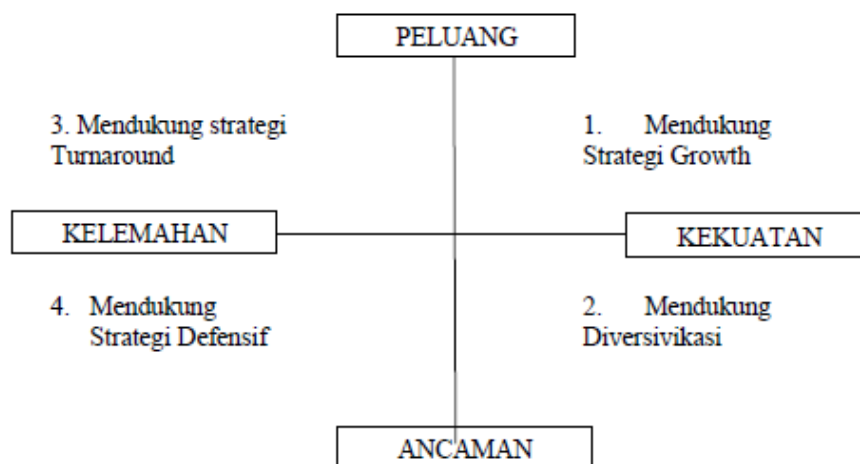 PELUANG
3. Mendukung strategi
Turnaround
1. Mendukung
Strategi Growth
KELEMAHAN
KEKUATAN
4. Mendukung
Strategi Defensif
2. Mendukung
Diversivikasi
ANCAMAN